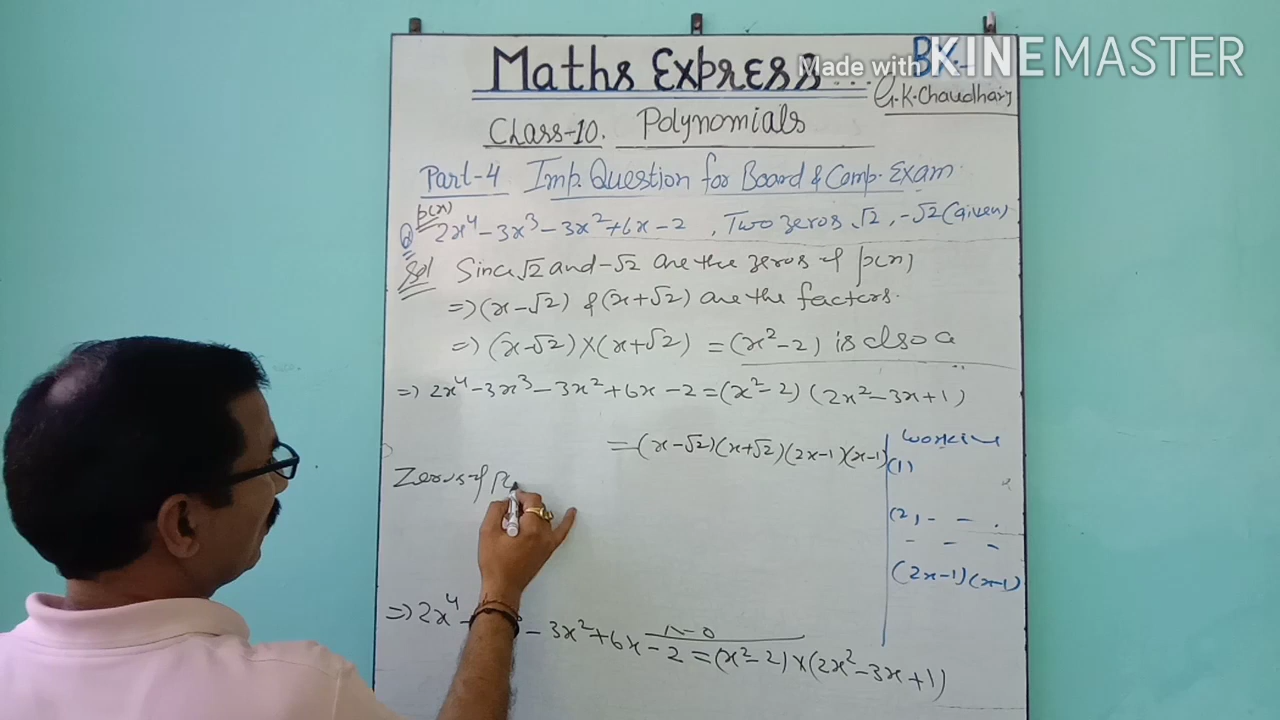 Made with KINEMASTER
Maths Express....
G.K.Chaudhary
Class-10. Polynomials
Part-4 Imp. Question for Board & Comp. Exam
p(x)
Q 2x⁴-3x³-3x²+6x-2, Two zeros √2, -√2 (given)
Sol Since √2 and -√2 are the zeros of p(x)
=> (x-√2) & (x+√2) are the factors.
=> (x-√2)×(x+√2) = (x²-2) is also a
=> 2x⁴-3x³-3x²+6x-2 = (x²-2) (2x²-3x+1)
= (x-√2)(x+√2)(2x-1)(x-1)
Zeros of p
(1)
(2)
(2x-1)(x-1)
=> 2x⁴ - 3x²+6x-2 = (x²-2)×(2x²-3x+1)